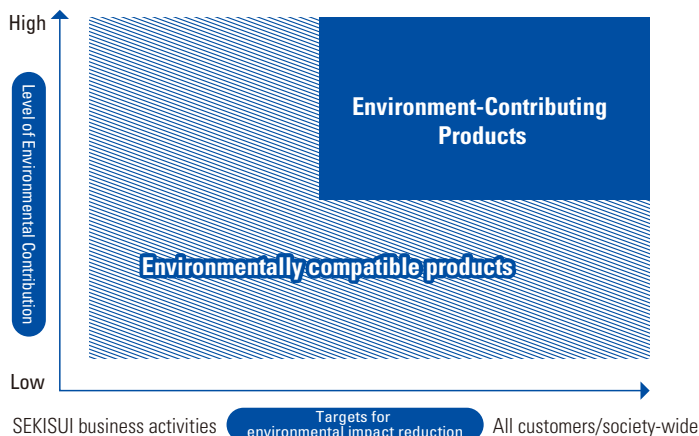 High
Level of Environmental Contribution
Environment-Contributing
Products
Environmentally compatible products
Low
SEKISUI business activities
Targets for
environmental impact reduction
All customers/society-wide